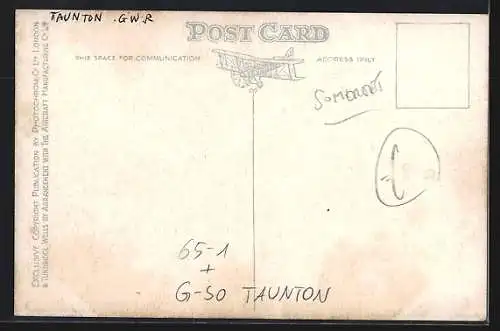 TAUNTON . G.W.R
POST CARD
THIS SPACE FOR COMMUNICATION
ADDRESS ONLY
SOMERSET
EXCLUSIVE COPYRIGHT PUBLICATION BY PHOTOCHROM CO LTD LONDON
& TUNBRIDGE WELLS BY ARRANGEMENT WITH THE AIRCRAFT MANUFACTURING CO LTD
65-1
+
G-50 TAUNTON